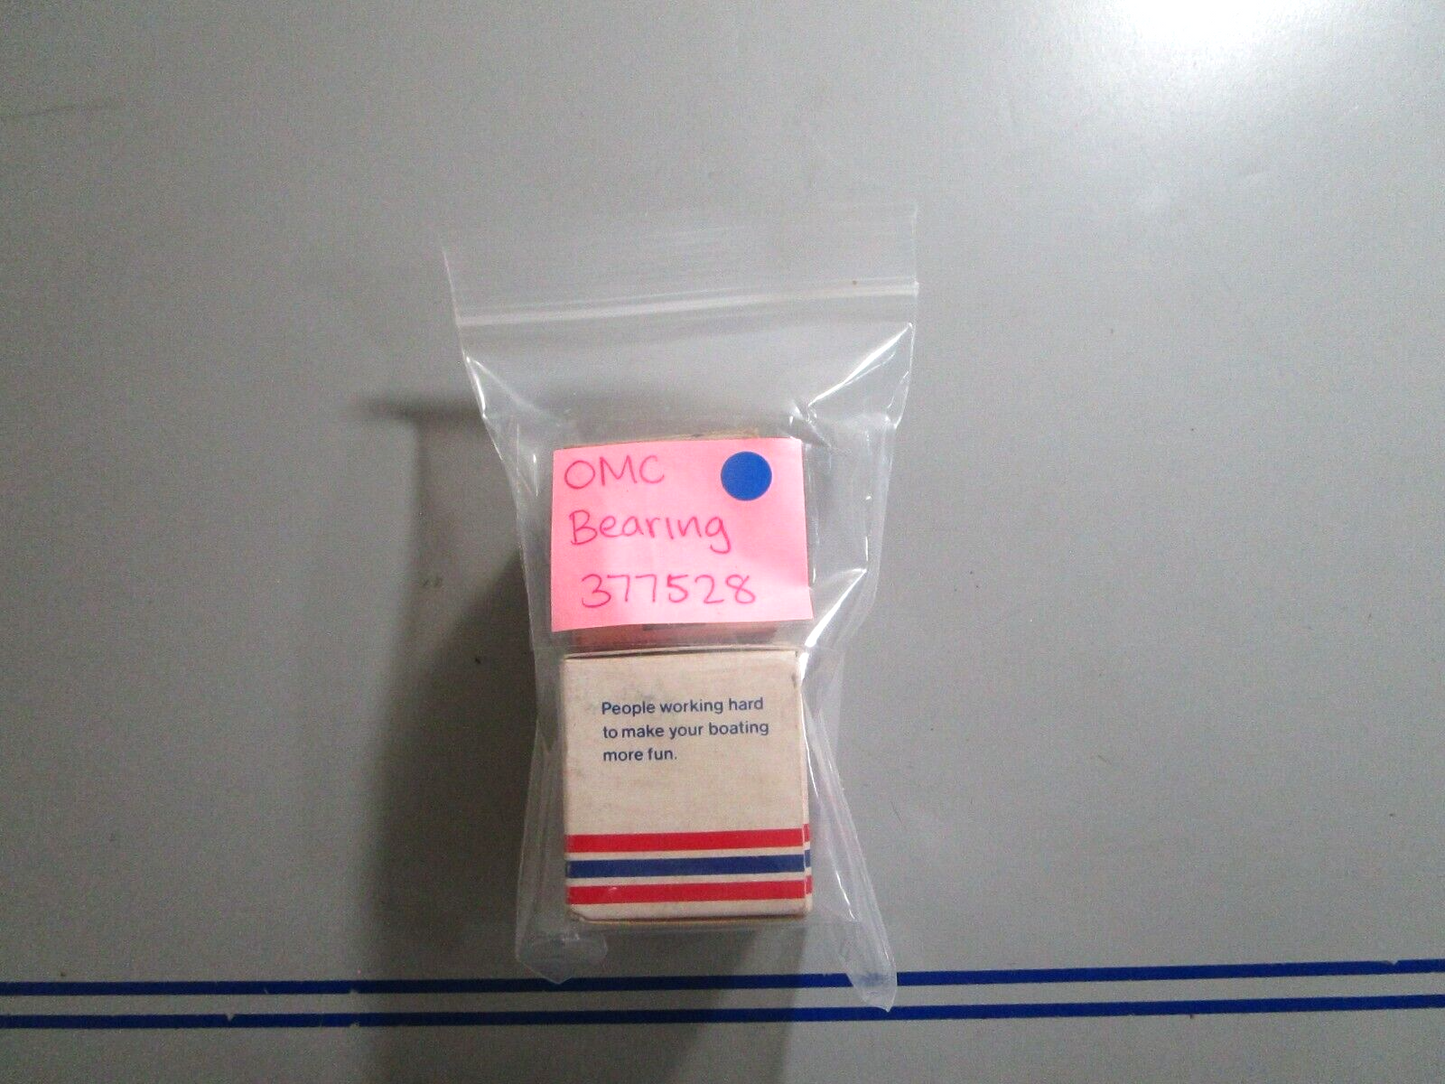 OMC
Bearing
377528
People working hard
to make your boating
more fun.